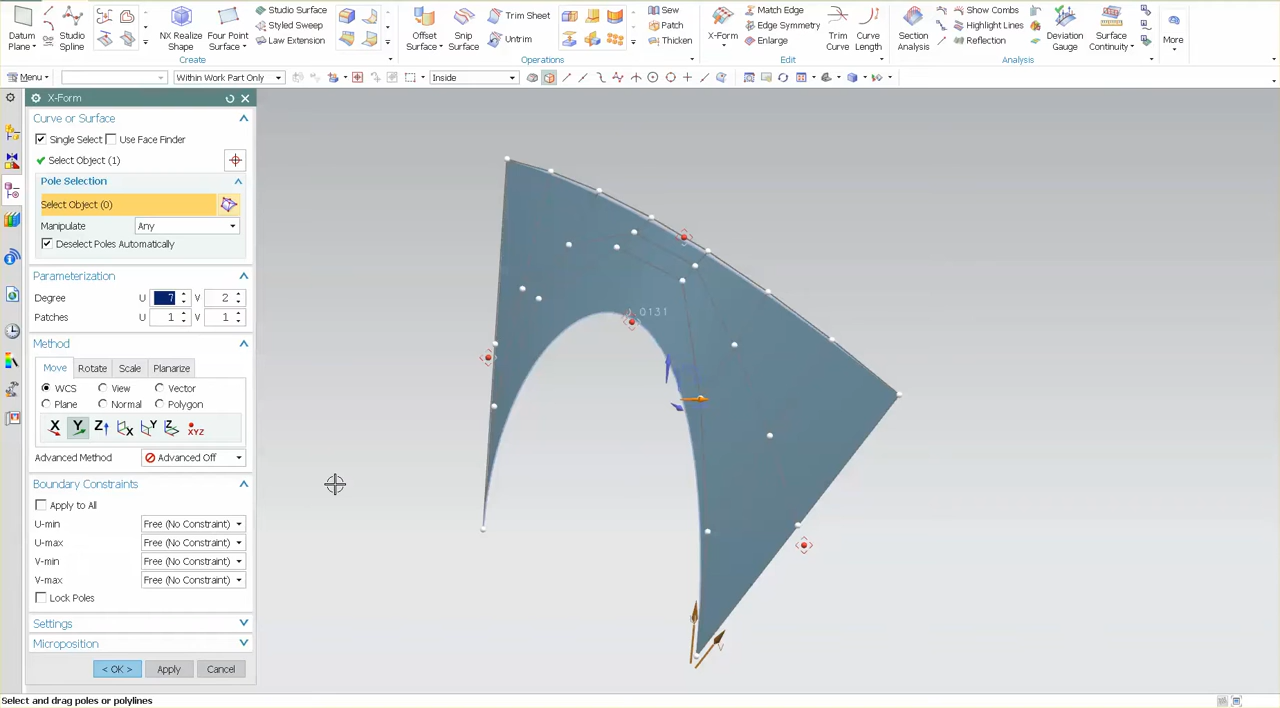 Datum Plane
Studio Spline
NX Realize Shape
Four Point Surface
Studio Surface
Styled Sweep
Law Extension
Create
Offset Surface
Snip Surface
Trim Sheet
Untrim
Sew
Patch
Thicken
Operations
X-Form
Match Edge
Edge Symmetry
Enlarge
Trim Curve
Curve Length
Edit
Section Analysis
Show Combs
Highlight Lines
Reflection
Deviation Gauge
Surface Continuity
More
Analysis
Menu
Within Work Part Only
Inside
X-Form
Curve or Surface
Single Select
Use Face Finder
Select Object (1)
Pole Selection
Select Object (0)
Manipulate Any
Deselect Poles Automatically
Parameterization
Degree U 7 V 2
Patches U 1 V 1
Method
Move Rotate Scale Planarize
WCS View Vector
Plane Normal Polygon
X Y Z X Y Z XYZ
Advanced Method Advanced Off
Boundary Constraints
Apply to All
U-min Free (No Constraint)
U-max Free (No Constraint)
V-min Free (No Constraint)
V-max Free (No Constraint)
Lock Poles
Settings
Microposition
< OK > Apply Cancel
Select and drag poles or polylines